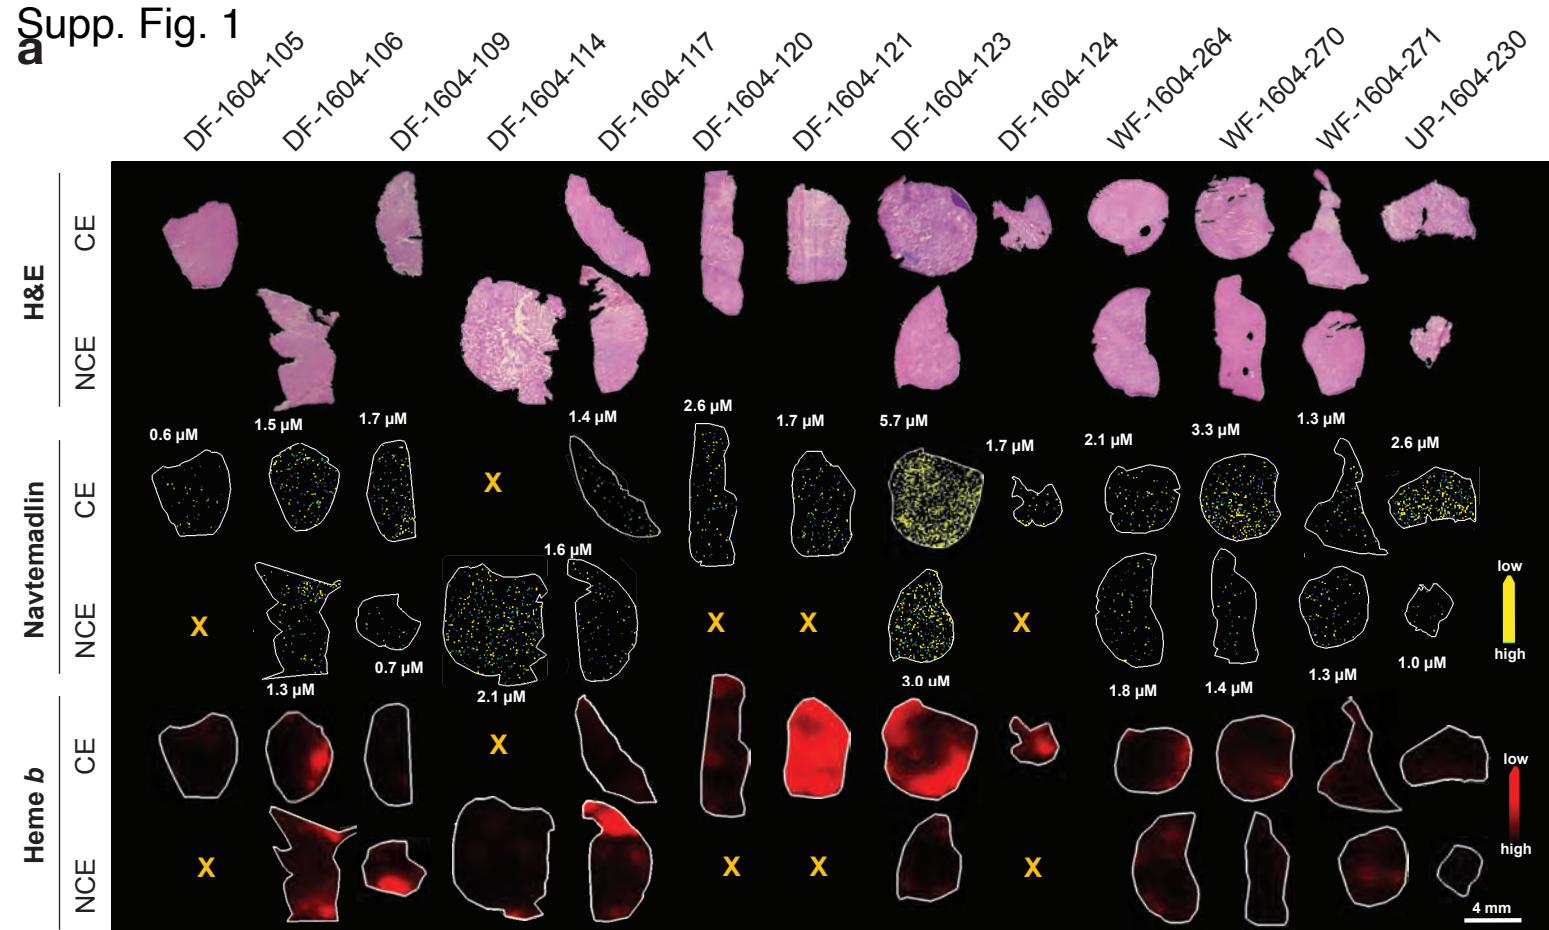 Supp. Fig. 1
a
DF-1604-105
DF-1604-106
DF-1604-109
DF-1604-114
DF-1604-117
DF-1604-120
DF-1604-121
DF-1604-123
DF-1604-124
WF-1604-264
WF-1604-270
WF-1604-271
UP-1604-230
H&E
CE
NCE
Navtemadlin
CE
0.6 µM
1.5 µM
1.7 µM
X
1.4 µM
2.6 µM
1.7 µM
5.7 µM
1.7 µM
2.1 µM
3.3 µM
1.3 µM
2.6 µM
NCE
X
1.3 µM
0.7 µM
2.1 µM
1.6 µM
X
X
3.0 µM
X
1.8 µM
1.4 µM
1.3 µM
1.0 µM
low
high
Heme b
CE
X
NCE
X
X
X
X
low
high
4 mm